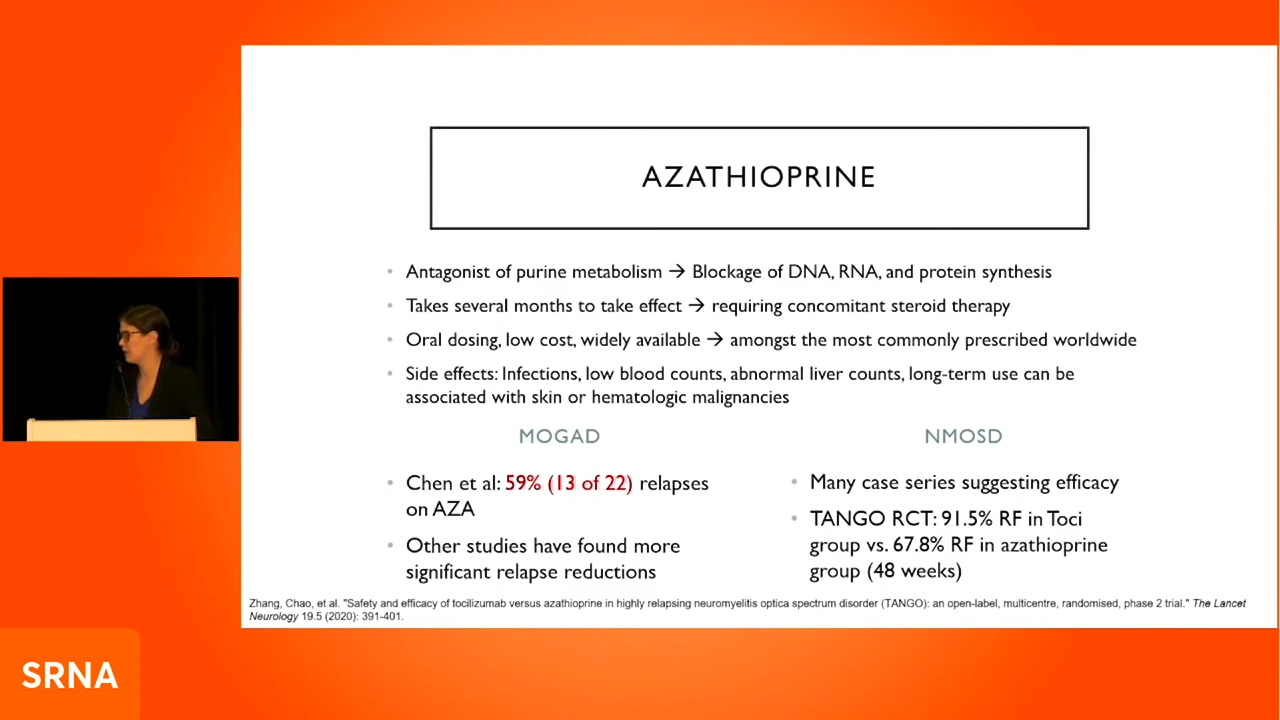 AZATHIOPRINE
• Antagonist of purine metabolism → Blockage of DNA, RNA, and protein synthesis
• Takes several months to take effect → requiring concomitant steroid therapy
• Oral dosing, low cost, widely available → amongst the most commonly prescribed worldwide
• Side effects: Infections, low blood counts, abnormal liver counts, long-term use can be
associated with skin or hematologic malignancies
MOGAD
• Chen et al: 59% (13 of 22) relapses
on AZA
• Other studies have found more
significant relapse reductions
NMOSD
• Many case series suggesting efficacy
• TANGO RCT: 91.5% RF in Toci
group vs. 67.8% RF in azathioprine
group (48 weeks)
Zhang, Chao, et al. "Safety and efficacy of tocilizumab versus azathioprine in highly relapsing neuromyelitis optica spectrum disorder (TANGO): an open-label, multicentre, randomised, phase 2 trial." The Lancet
Neurology 19.5 (2020): 391-401.
SRNA